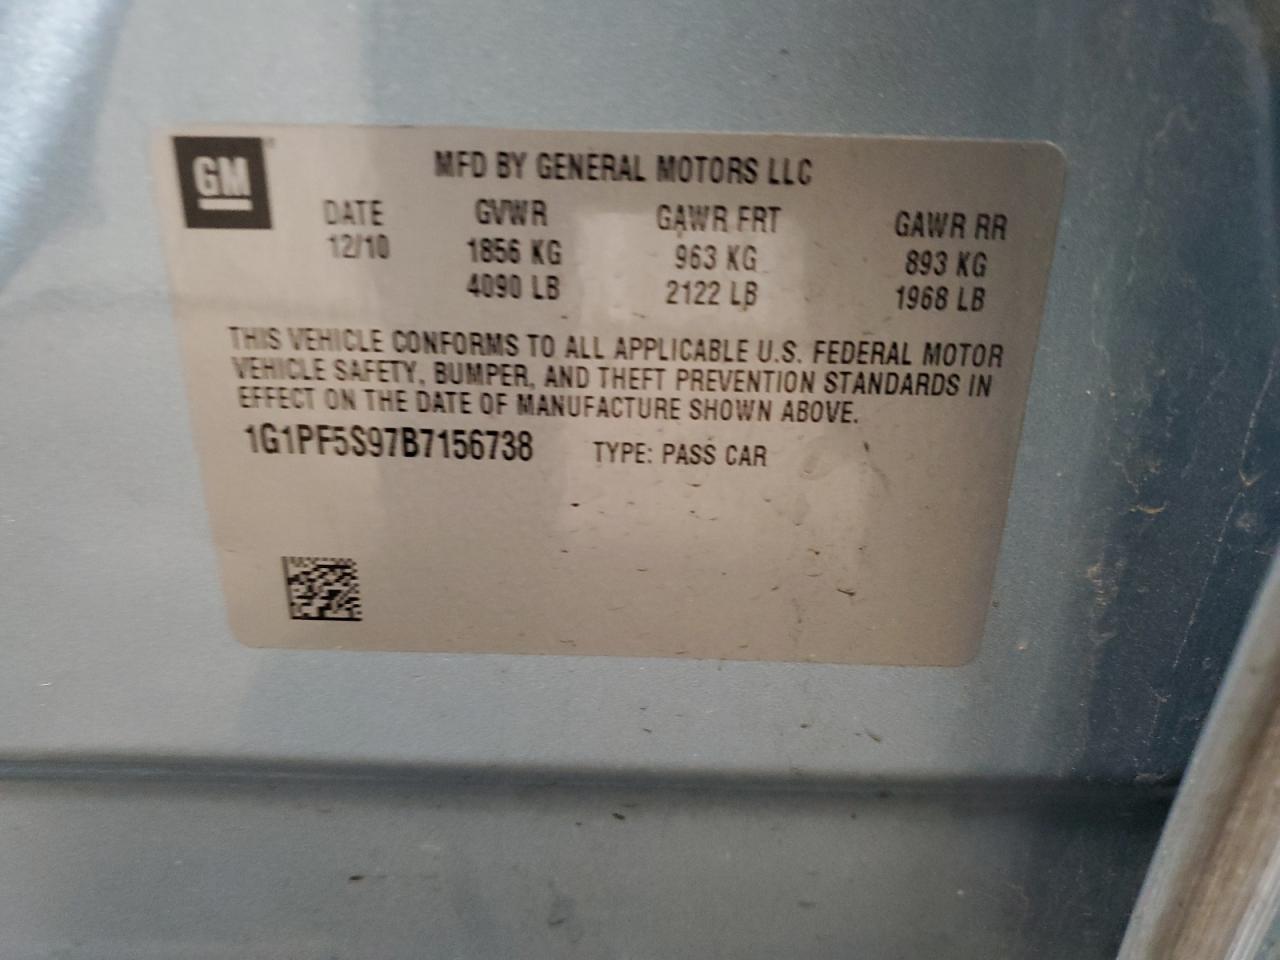 GM
MFD BY GENERAL MOTORS LLC
DATE GVWR GAWR FRT GAWR RR
12/10 1856 KG 963 KG 893 KG
4090 LB 2122 LB 1968 LB
THIS VEHICLE CONFORMS TO ALL APPLICABLE U.S. FEDERAL MOTOR
VEHICLE SAFETY, BUMPER, AND THEFT PREVENTION STANDARDS IN
EFFECT ON THE DATE OF MANUFACTURE SHOWN ABOVE.
1G1PF5S97B7156738 TYPE: PASS CAR